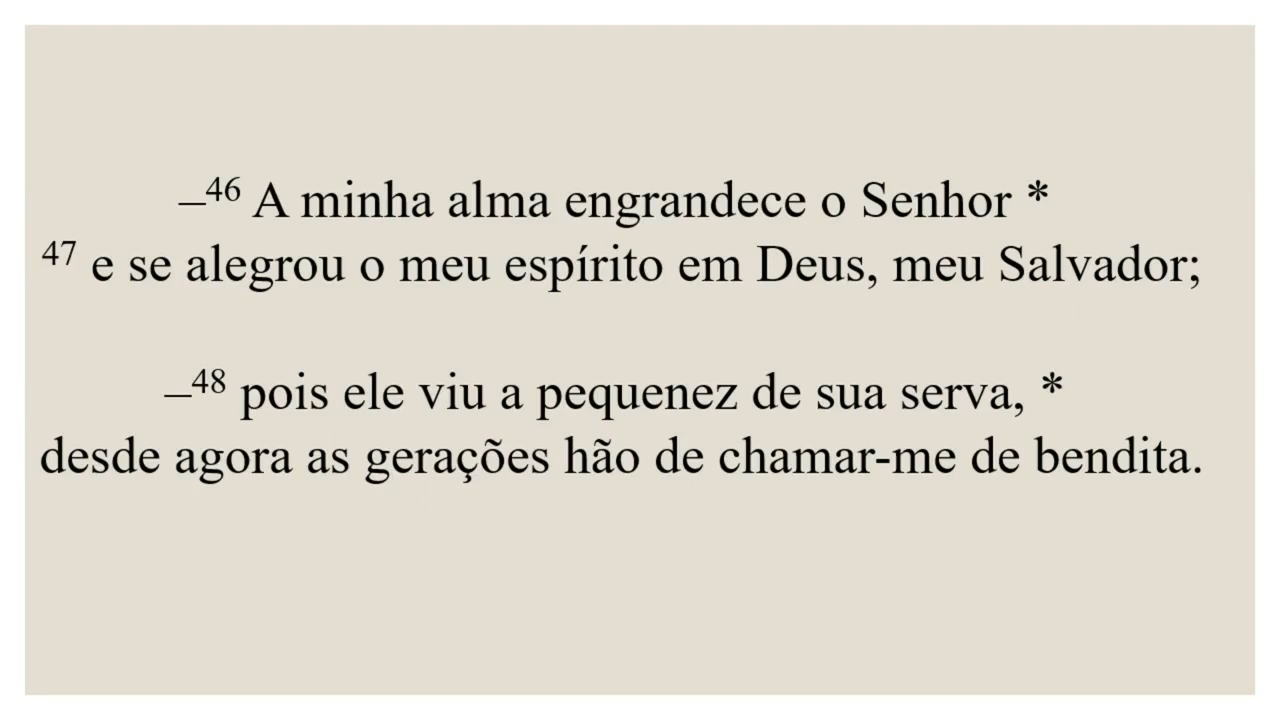 –46 A minha alma engrandece o Senhor *
47 e se alegrou o meu espírito em Deus, meu Salvador;
–48 pois ele viu a pequenez de sua serva, *
desde agora as gerações hão de chamar-me de bendita.